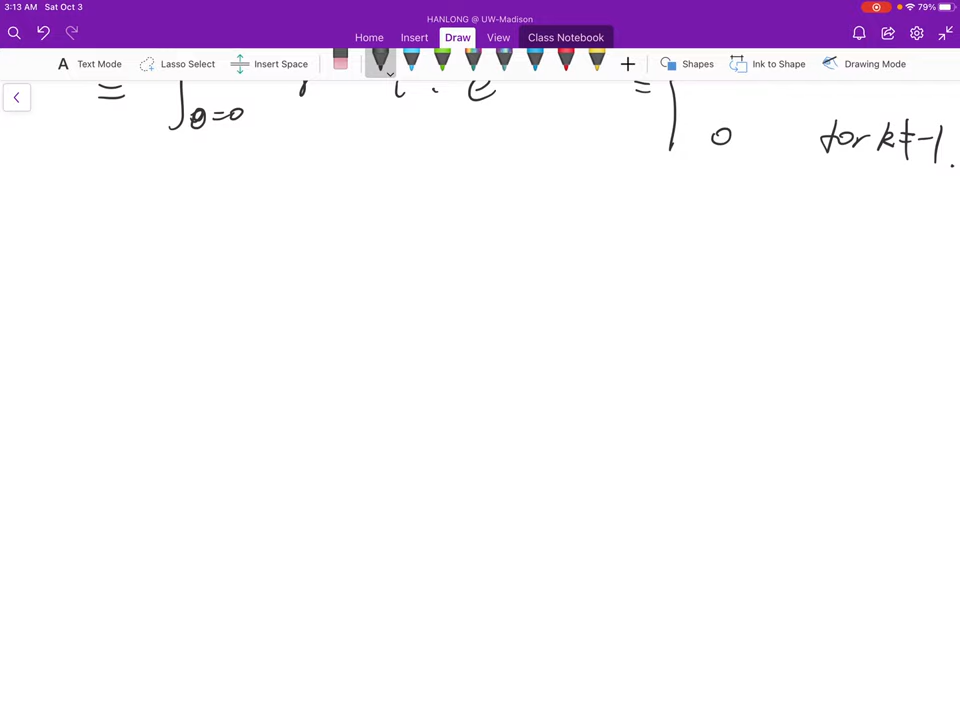 3:13 AM Sat Oct 3
79%
HANLONG @ UW-Madison
Home Insert Draw View Class Notebook
Text Mode Lasso Select Insert Space Shapes Ink to Shape Drawing Mode
=
θ=0
=
0 for k≠-1.